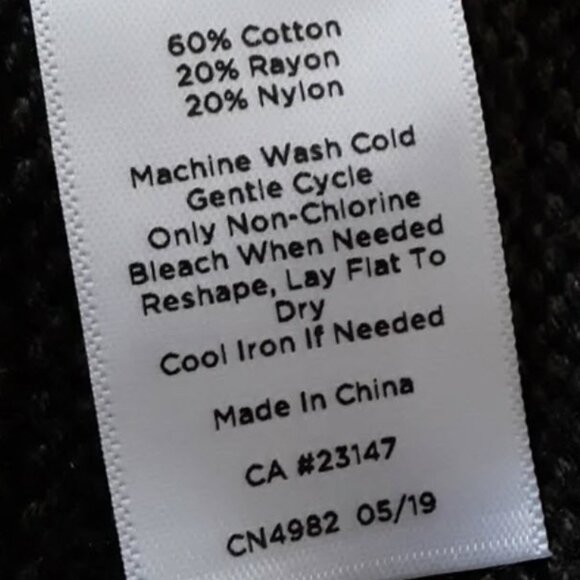 60% Cotton
20% Rayon
20% Nylon
Machine Wash Cold
Gentle Cycle
Only Non-Chlorine
Bleach When Needed
Reshape, Lay Flat To
Dry
Cool Iron If Needed
Made In China
CA #23147
CN4982 05/19